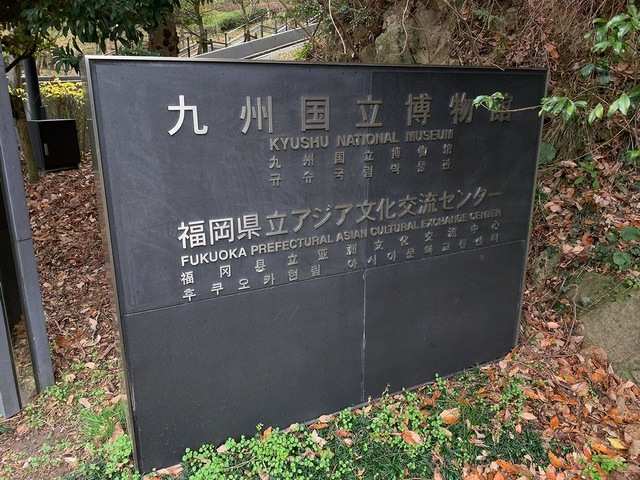 九州国立博物館
KYUSHU NATIONAL MUSEUM
九州国立博物馆
규슈국립박물관
福岡県立アジア文化交流センター
FUKUOKA PREFECTURAL ASIAN CULTURAL EXCHANGE CENTER
福冈县立亚洲文化交流中心
후쿠오카현립 아시아문화교류센터